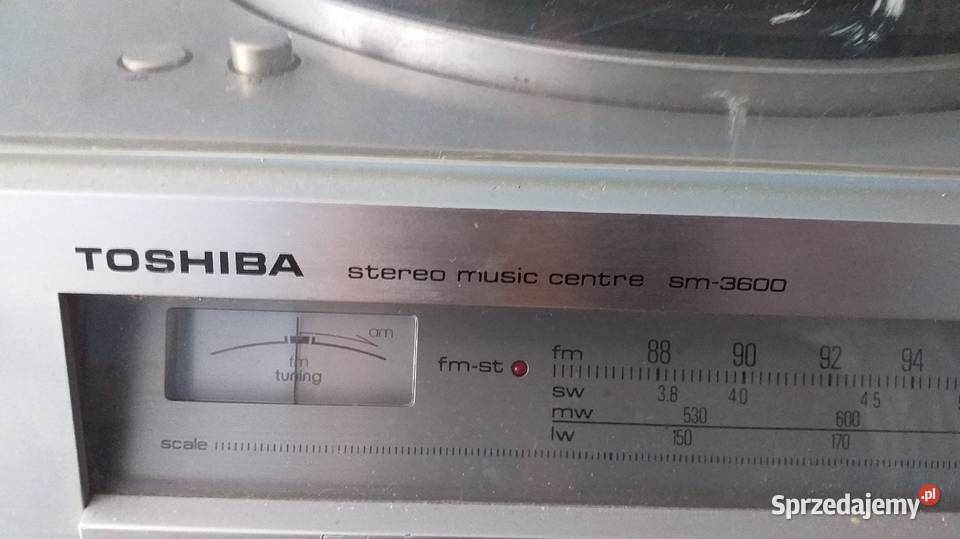 TOSHIBA stereo music centre sm-3600
am
fm
tuning
fm-st
fm 88 90 92 94
sw 3.8 4.0 4.5
mw 530 600
lw 150 170
scale
Sprzedajemy.pl